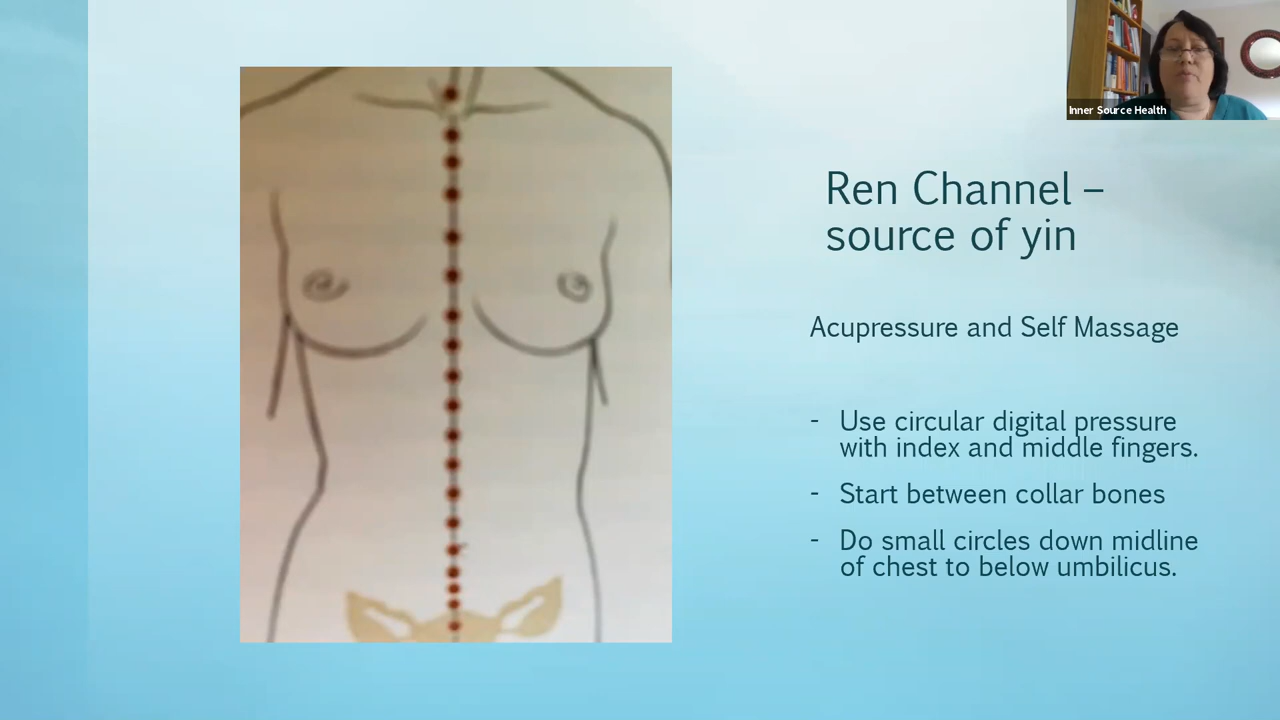 Inner Source Health
Ren Channel –
source of yin
Acupressure and Self Massage
- Use circular digital pressure
with index and middle fingers.
- Start between collar bones
- Do small circles down midline
of chest to below umbilicus.